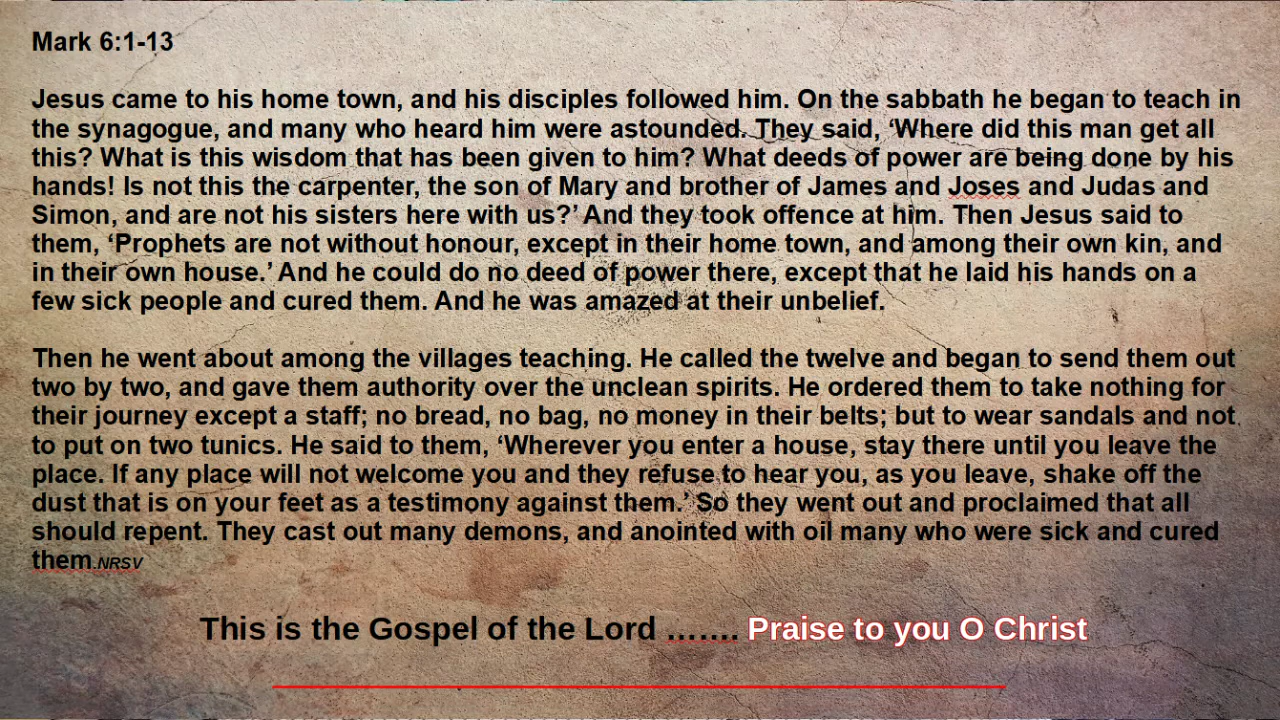 Mark 6:1-13
Jesus came to his home town, and his disciples followed him. On the sabbath he began to teach in
the synagogue, and many who heard him were astounded. They said, ‘Where did this man get all
this? What is this wisdom that has been given to him? What deeds of power are being done by his
hands! Is not this the carpenter, the son of Mary and brother of James and Joses and Judas and
Simon, and are not his sisters here with us?’ And they took offence at him. Then Jesus said to
them, ‘Prophets are not without honour, except in their home town, and among their own kin, and
in their own house.’ And he could do no deed of power there, except that he laid his hands on a
few sick people and cured them. And he was amazed at their unbelief.
Then he went about among the villages teaching. He called the twelve and began to send them out
two by two, and gave them authority over the unclean spirits. He ordered them to take nothing for
their journey except a staff; no bread, no bag, no money in their belts; but to wear sandals and not
to put on two tunics. He said to them, ‘Wherever you enter a house, stay there until you leave the
place. If any place will not welcome you and they refuse to hear you, as you leave, shake off the
dust that is on your feet as a testimony against them.’ So they went out and proclaimed that all
should repent. They cast out many demons, and anointed with oil many who were sick and cured
them.NRSV
This is the Gospel of the Lord ....... Praise to you O Christ